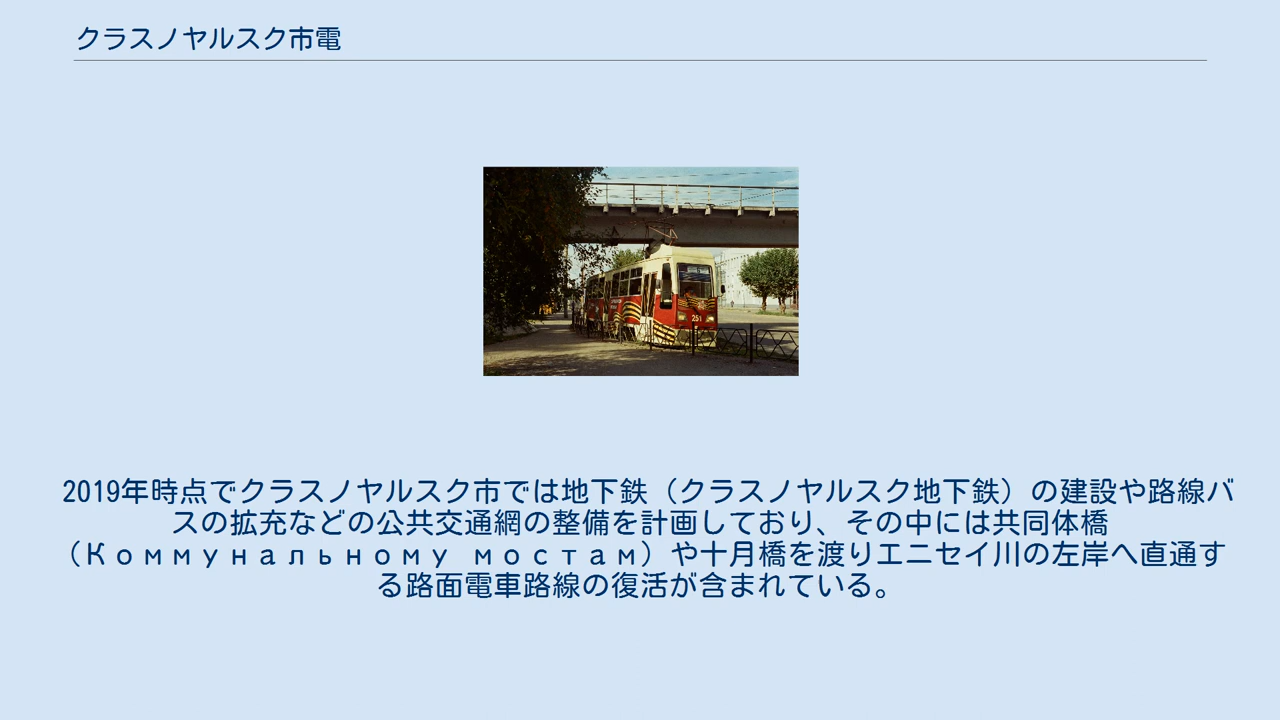 クラスノヤルスク市電
251
2019年時点でクラスノヤルスク市では地下鉄（クラスノヤルスク地下鉄）の建設や路線バ
スの拡充などの公共交通網の整備を計画しており、その中には共同体橋
（Коммунальному мостам）や十月橋を渡りエニセイ川の左岸へ直通す
る路面電車路線の復活が含まれている。